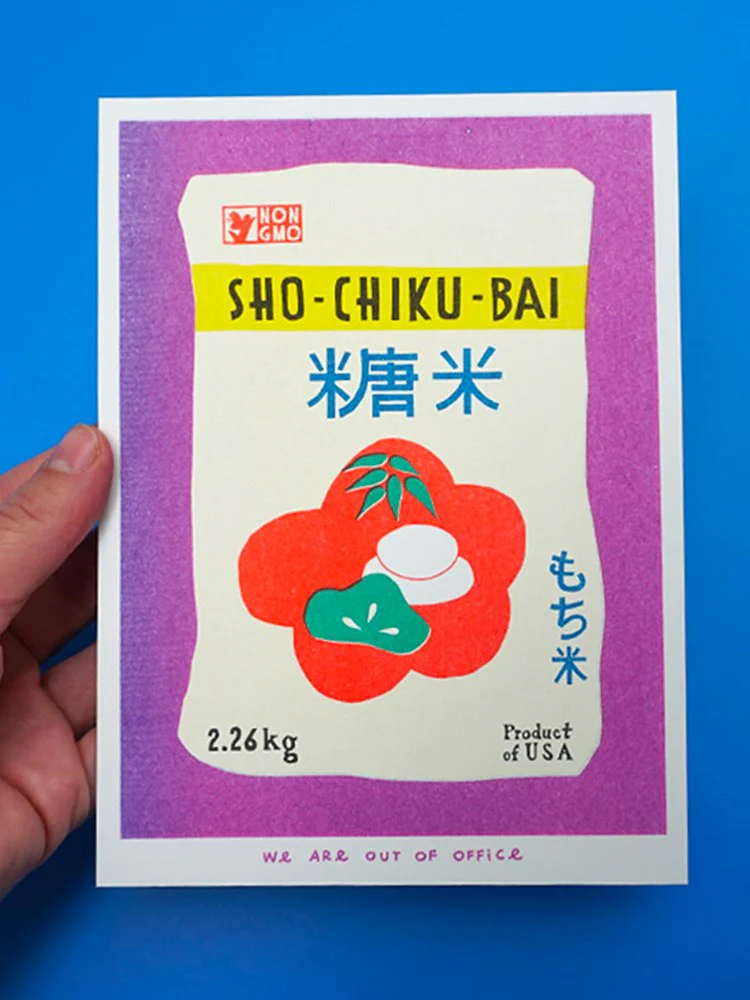 NON
GMO
SHO-CHIKU-BAI
糖米
もち米
2.26kg
Product
of USA
WE ARE OUT OF OFFICE